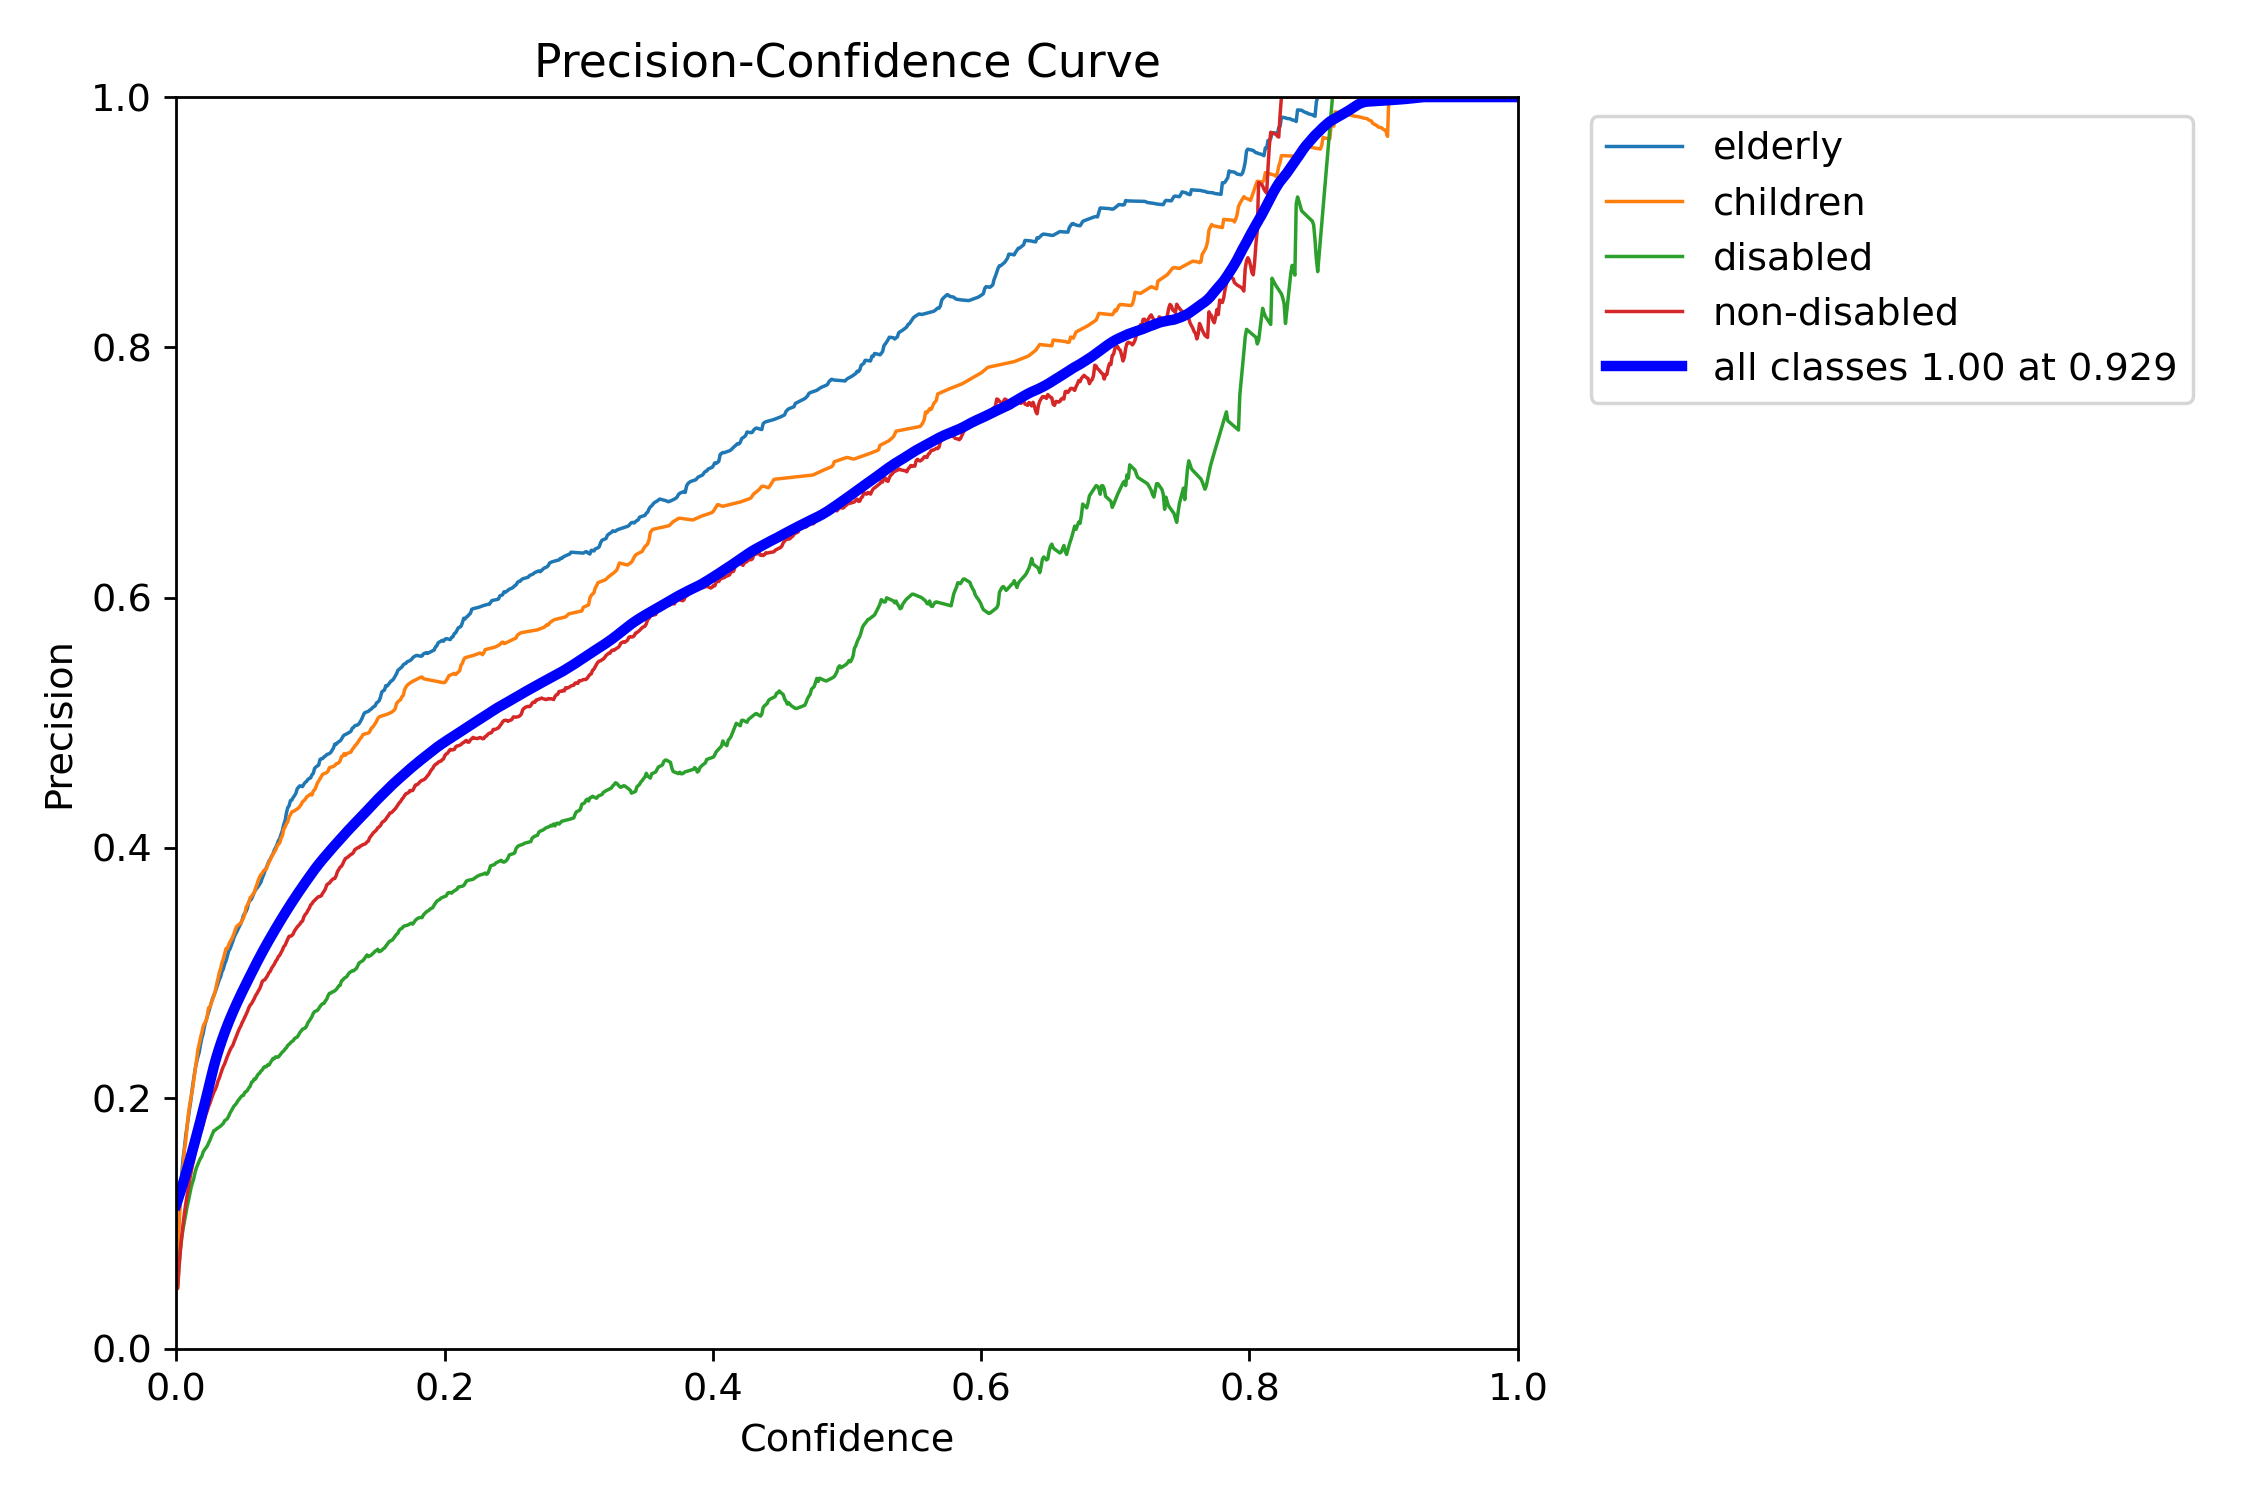 Precision-Confidence Curve
1.0
0.8
0.6
0.4
0.2
0.0
Precision
0.0 0.2 0.4 0.6 0.8 1.0
Confidence
elderly
children
disabled
non-disabled
all classes 1.00 at 0.929